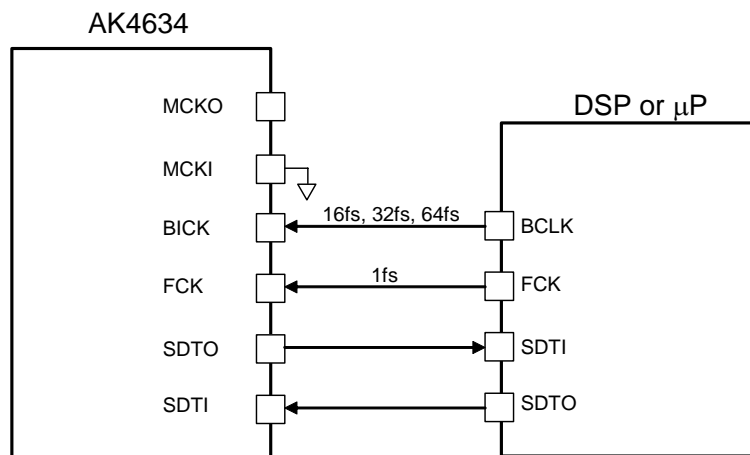 AK4634
DSP or μP
MCKO
MCKI
BICK
16fs, 32fs, 64fs
BCLK
FCK
1fs
FCK
SDTO
SDTI
SDTI
SDTO